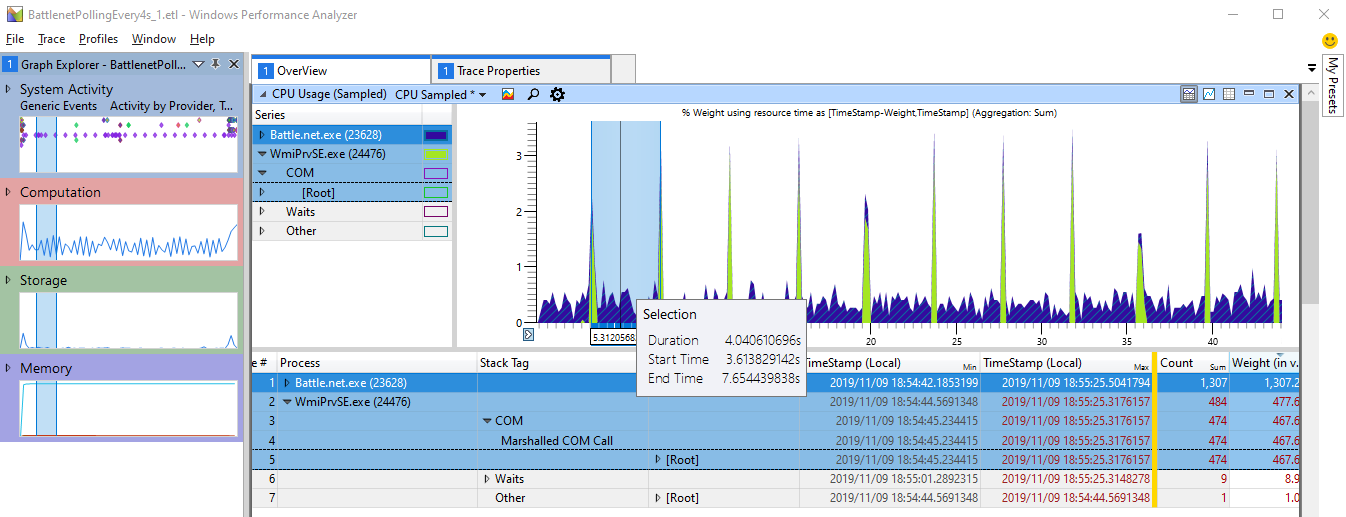 BattlenetPollingEvery4s_1.etl - Windows Performance Analyzer
File Trace Profiles Window Help
1 Graph Explorer - BattlenetPoll...
System Activity
Generic Events Activity by Provider, T...
Computation
Storage
Memory
1 OverView
1 Trace Properties
My Presets
CPU Usage (Sampled) CPU Sampled *
Series
Battle.net.exe (23628)
WmiPrvSE.exe (24476)
COM
[Root]
Waits
Other
% Weight using resource time as [TimeStamp-Weight,TimeStamp] (Aggregation: Sum)
3
2
1
0
5.3120568
20 25 30 35 40
Selection
Duration 4.040610696s
Start Time 3.613829142s
End Time 7.654439838s
e # Process Stack Tag TimeStamp (Local) Min TimeStamp (Local) Max Count Sum Weight (in v.
1 Battle.net.exe (23628) 2019/11/09 18:54:42.1853199 2019/11/09 18:55:25.5041794 1,307 1,307.2
2 WmiPrvSE.exe (24476) 2019/11/09 18:54:44.5691348 2019/11/09 18:55:25.3176157 484 477.6
3 COM 2019/11/09 18:54:45.234415 2019/11/09 18:55:25.3176157 474 467.6
4 Marshalled COM Call 2019/11/09 18:54:45.234415 2019/11/09 18:55:25.3176157 474 467.6
5 [Root] 2019/11/09 18:54:45.234415 2019/11/09 18:55:25.3176157 474 467.6
6 Waits 2019/11/09 18:55:01.2892315 2019/11/09 18:55:25.3148278 9 8.9
7 Other [Root] 2019/11/09 18:54:44.5691348 2019/11/09 18:54:44.5691348 1 1.0